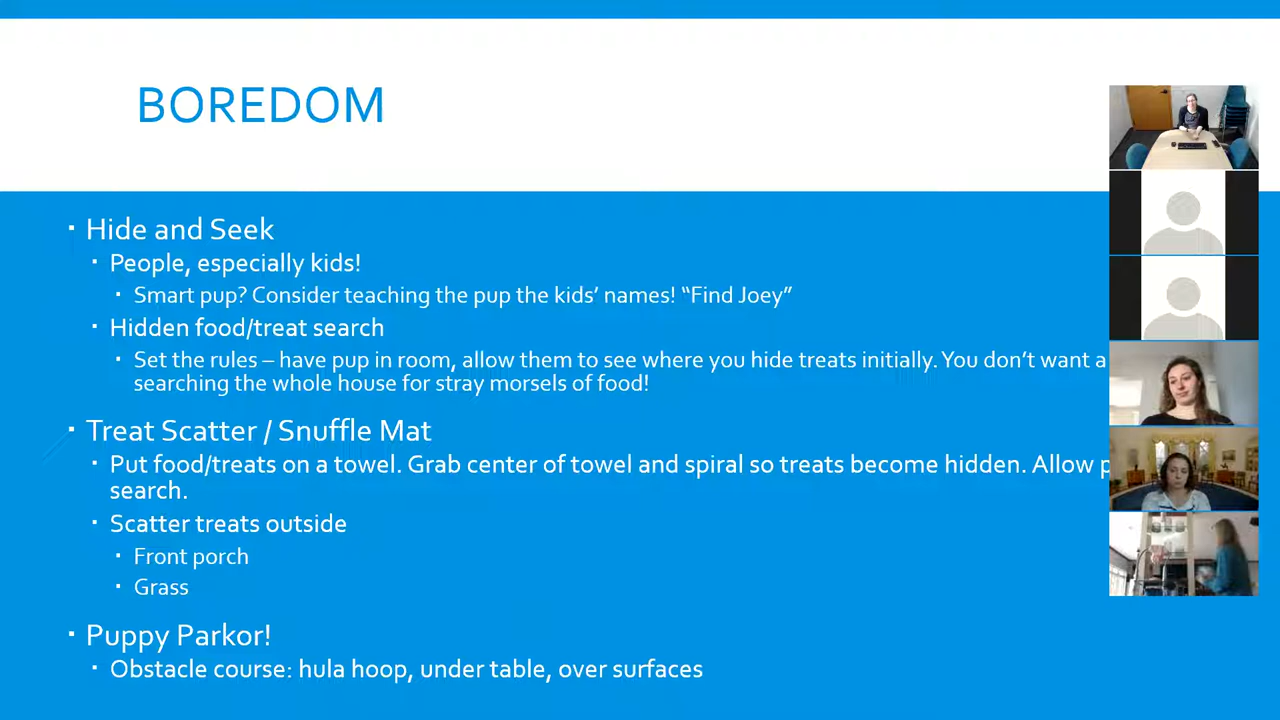 BOREDOM
Hide and Seek
People, especially kids!
Smart pup? Consider teaching the pup the kids’ names! “Find Joey”
Hidden food/treat search
Set the rules – have pup in room, allow them to see where you hide treats initially. You don’t want a
searching the whole house for stray morsels of food!
Treat Scatter / Snuffle Mat
Put food/treats on a towel. Grab center of towel and spiral so treats become hidden. Allow
search.
Scatter treats outside
Front porch
Grass
Puppy Parkor!
Obstacle course: hula hoop, under table, over surfaces